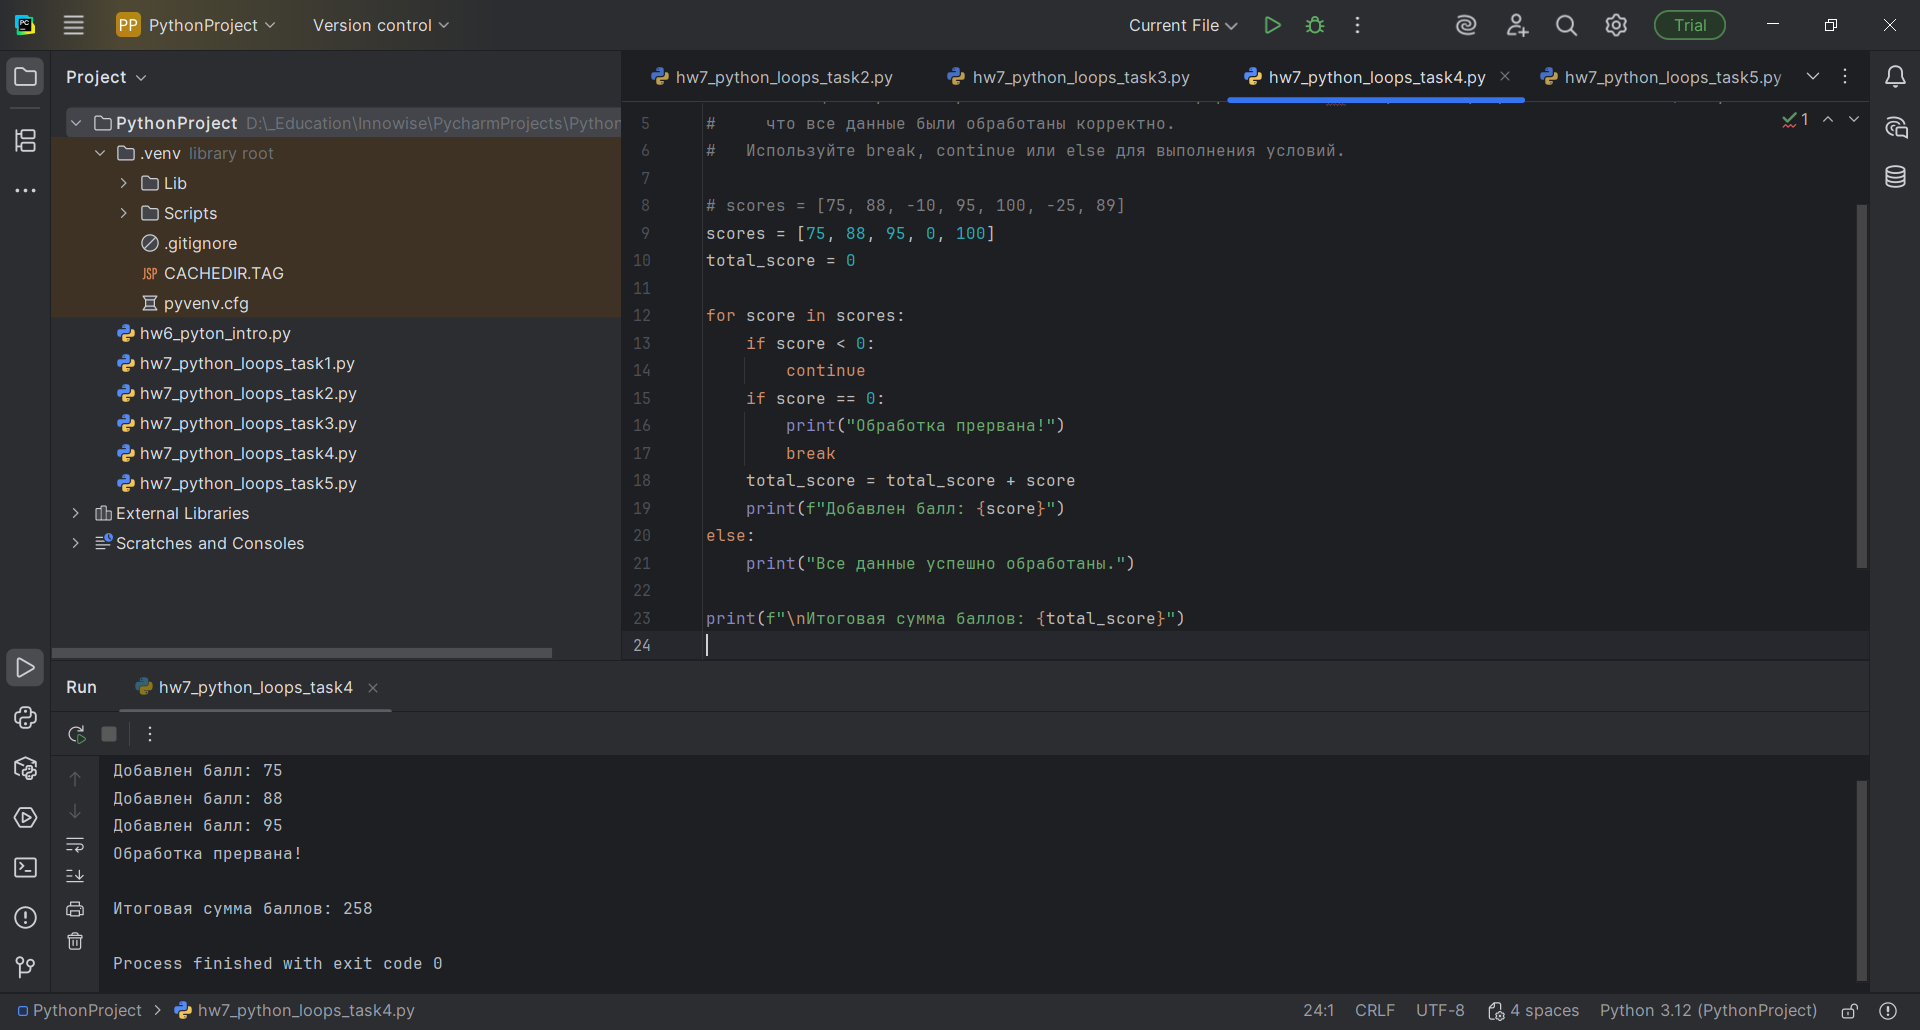 PC
PP PythonProject
Version control
Current File
Trial
Project
hw7_python_loops_task2.py
hw7_python_loops_task3.py
hw7_python_loops_task4.py
hw7_python_loops_task5.py
PythonProject D:\_Education\Innowise\PycharmProjects\Python
.venv library root
Lib
Scripts
.gitignore
JSP CACHEDIR.TAG
pyvenv.cfg
hw6_pyton_intro.py
hw7_python_loops_task1.py
hw7_python_loops_task2.py
hw7_python_loops_task3.py
hw7_python_loops_task4.py
hw7_python_loops_task5.py
External Libraries
Scratches and Consoles
5 #     что все данные были обработаны корректно.
6 #   Используйте break, continue или else для выполнения условий.
7
8 # scores = [75, 88, -10, 95, 100, -25, 89]
9 scores = [75, 88, 95, 0, 100]
10 total_score = 0
11
12 for score in scores:
13     if score < 0:
14         continue
15     if score == 0:
16         print("Обработка прервана!")
17         break
18     total_score = total_score + score
19     print(f"Добавлен балл: {score}")
20 else:
21     print("Все данные успешно обработаны.")
22
23 print(f"\nИтоговая сумма баллов: {total_score}")
24
1
Run
hw7_python_loops_task4
Добавлен балл: 75
Добавлен балл: 88
Добавлен балл: 95
Обработка прервана!
Итоговая сумма баллов: 258
Process finished with exit code 0
PythonProject
hw7_python_loops_task4.py
24:1
CRLF
UTF-8
4 spaces
Python 3.12 (PythonProject)